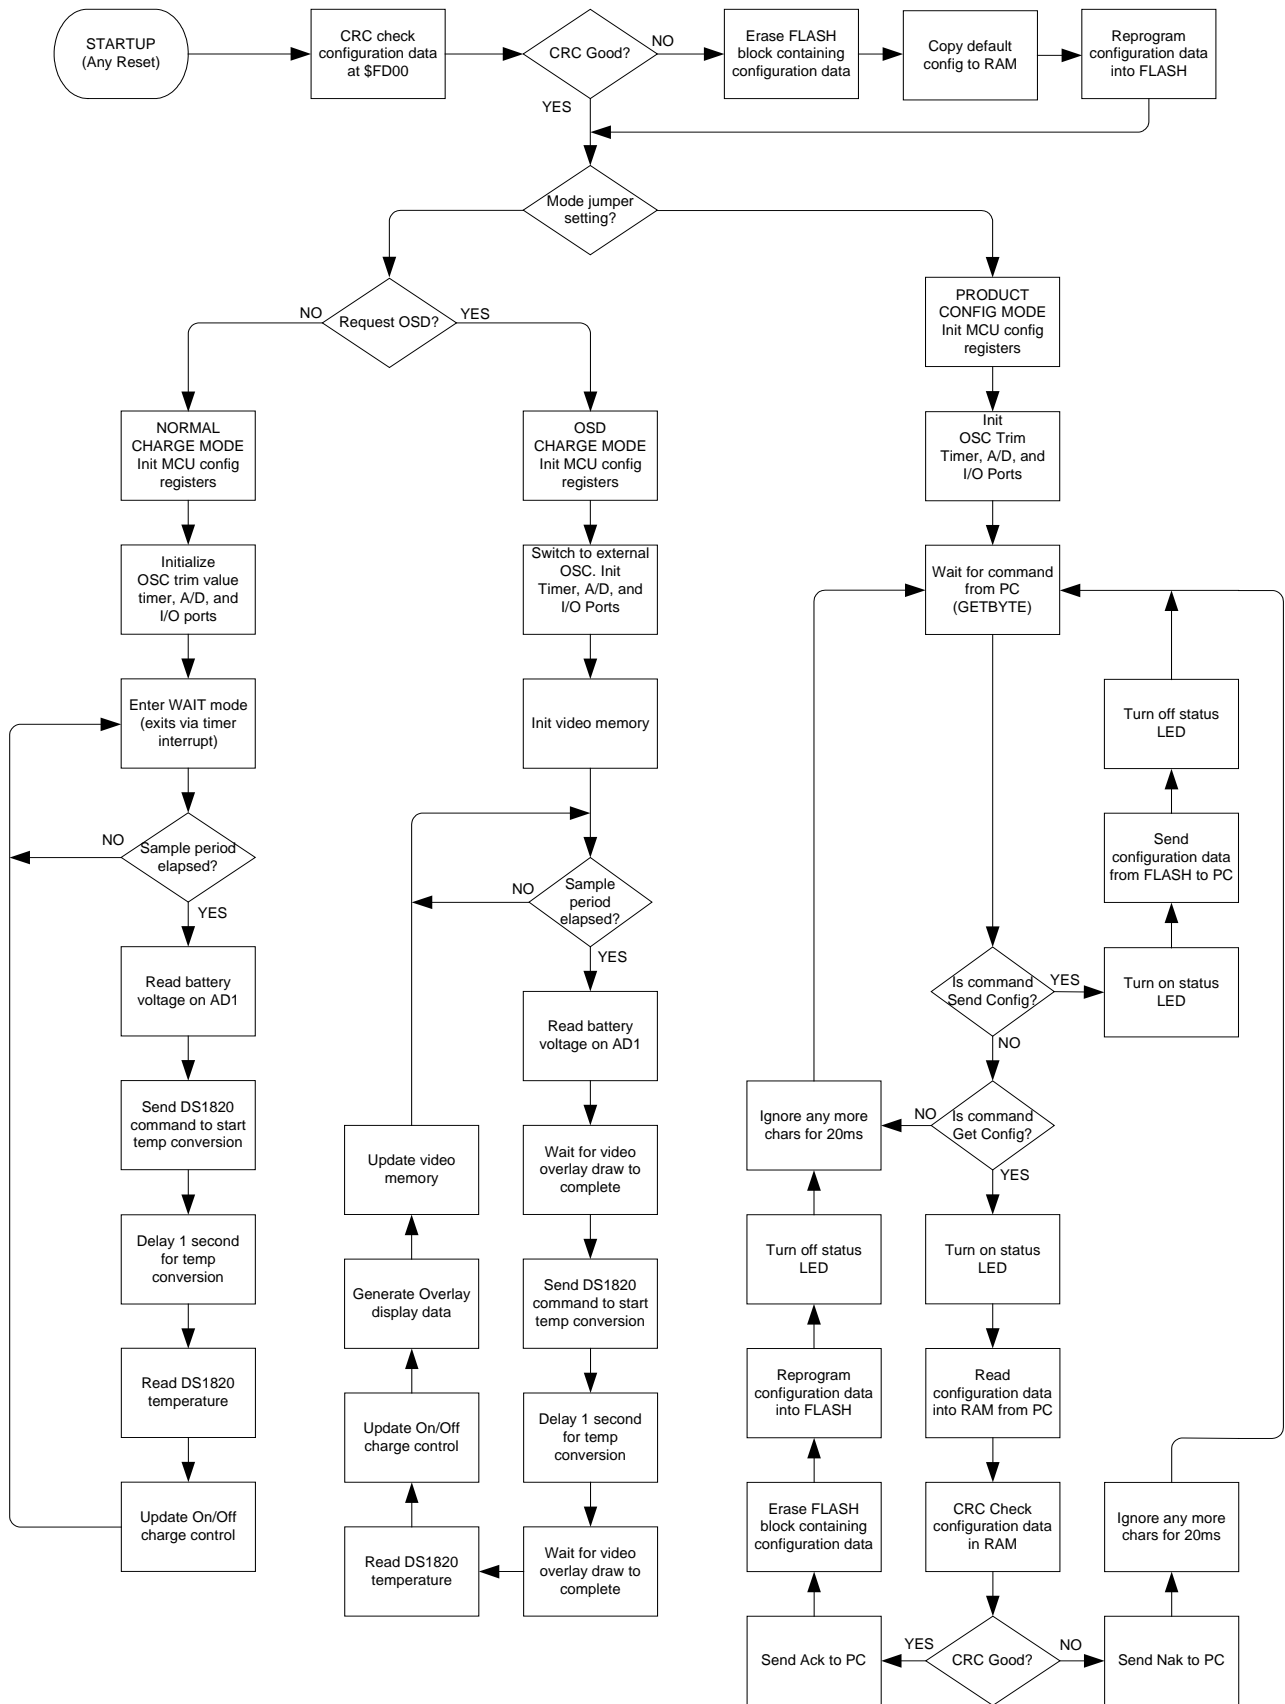 STARTUP
(Any Reset)
CRC check
configuration data
at $FD00
CRC Good?
NO
YES
Erase FLASH
block containing
configuration data
Copy default
config to RAM
Reprogram
configuration data
into FLASH
Mode jumper
setting?
Request OSD?
NO
YES
NORMAL
CHARGE MODE
Init MCU config
registers
Initialize
OSC trim value
timer, A/D, and
I/O ports
Enter WAIT mode
(exits via timer
interrupt)
Sample period
elapsed?
NO
YES
Read battery
voltage on AD1
Send DS1820
command to start
temp conversion
Delay 1 second
for temp
conversion
Read DS1820
temperature
Update On/Off
charge control
OSD
CHARGE MODE
Init MCU config
registers
Switch to external
OSC. Init
Timer, A/D, and
I/O Ports
Init video memory
Sample
period
elapsed?
NO
YES
Read battery
voltage on AD1
Wait for video
overlay draw to
complete
Send DS1820
command to start
temp conversion
Delay 1 second
for temp
conversion
Wait for video
overlay draw to
complete
Read DS1820
temperature
Update On/Off
charge control
Generate Overlay
display data
Update video
memory
PRODUCT
CONFIG MODE
Init MCU config
registers
Init
OSC Trim
Timer, A/D, and
I/O Ports
Wait for command
from PC
(GETBYTE)
Is command
Send Config?
YES
NO
Turn on status
LED
Send
configuration data
from FLASH to PC
Turn off status
LED
Is command
Get Config?
NO
YES
Ignore any more
chars for 20ms
Turn on status
LED
Read
configuration data
into RAM from PC
CRC Check
configuration data
in RAM
CRC Good?
YES
NO
Send Ack to PC
Erase FLASH
block containing
configuration data
Reprogram
configuration data
into FLASH
Turn off status
LED
Send Nak to PC
Ignore any more
chars for 20ms